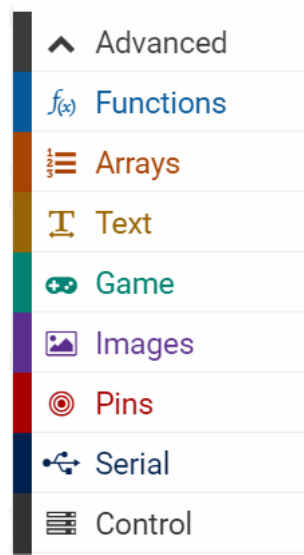 Advanced
f(x) Functions
Arrays
Text
Game
Images
Pins
Serial
Control